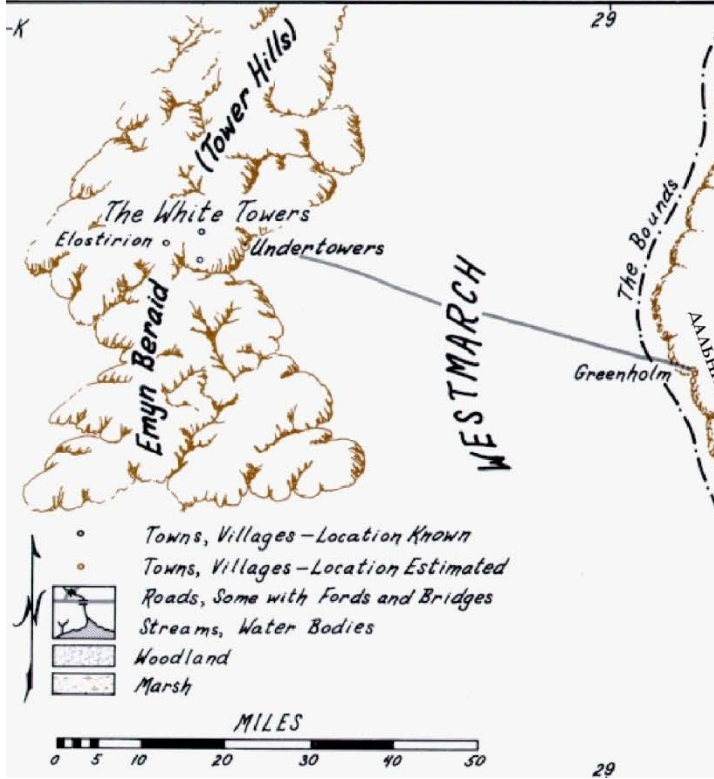 -K
29
(Tower Hills)
The White Towers
Elostirion
Undertowers
The Bounds
Emyn Beraid
WESTMARCH
Greenholm
Towns, Villages—Location Known
Towns, Villages—Location Estimated
Roads, Some with Fords and Bridges
Streams, Water Bodies
Woodland
Marsh
N
MILES
0 5 10 20 30 40 50
29